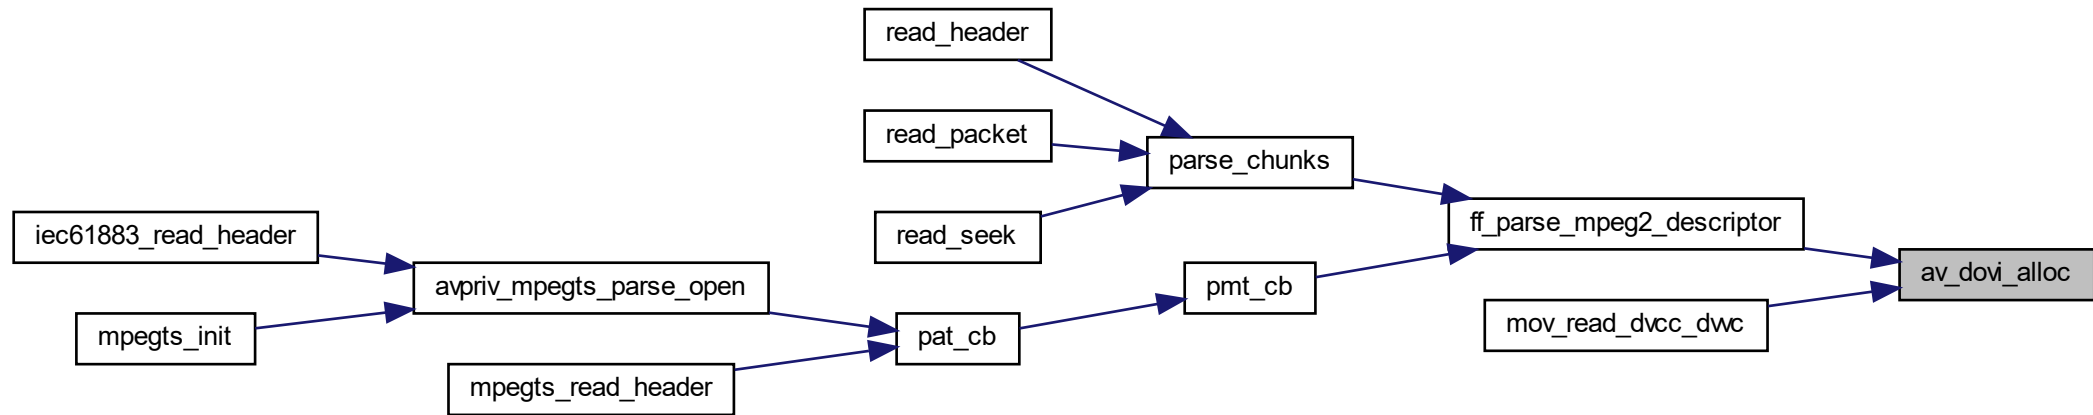 read_header
read_packet
parse_chunks
read_seek
ff_parse_mpeg2_descriptor
iec61883_read_header
avpriv_mpegts_parse_open
pmt_cb
av_dovi_alloc
mpegts_init
pat_cb
mov_read_dvcc_dvvc
mpegts_read_header